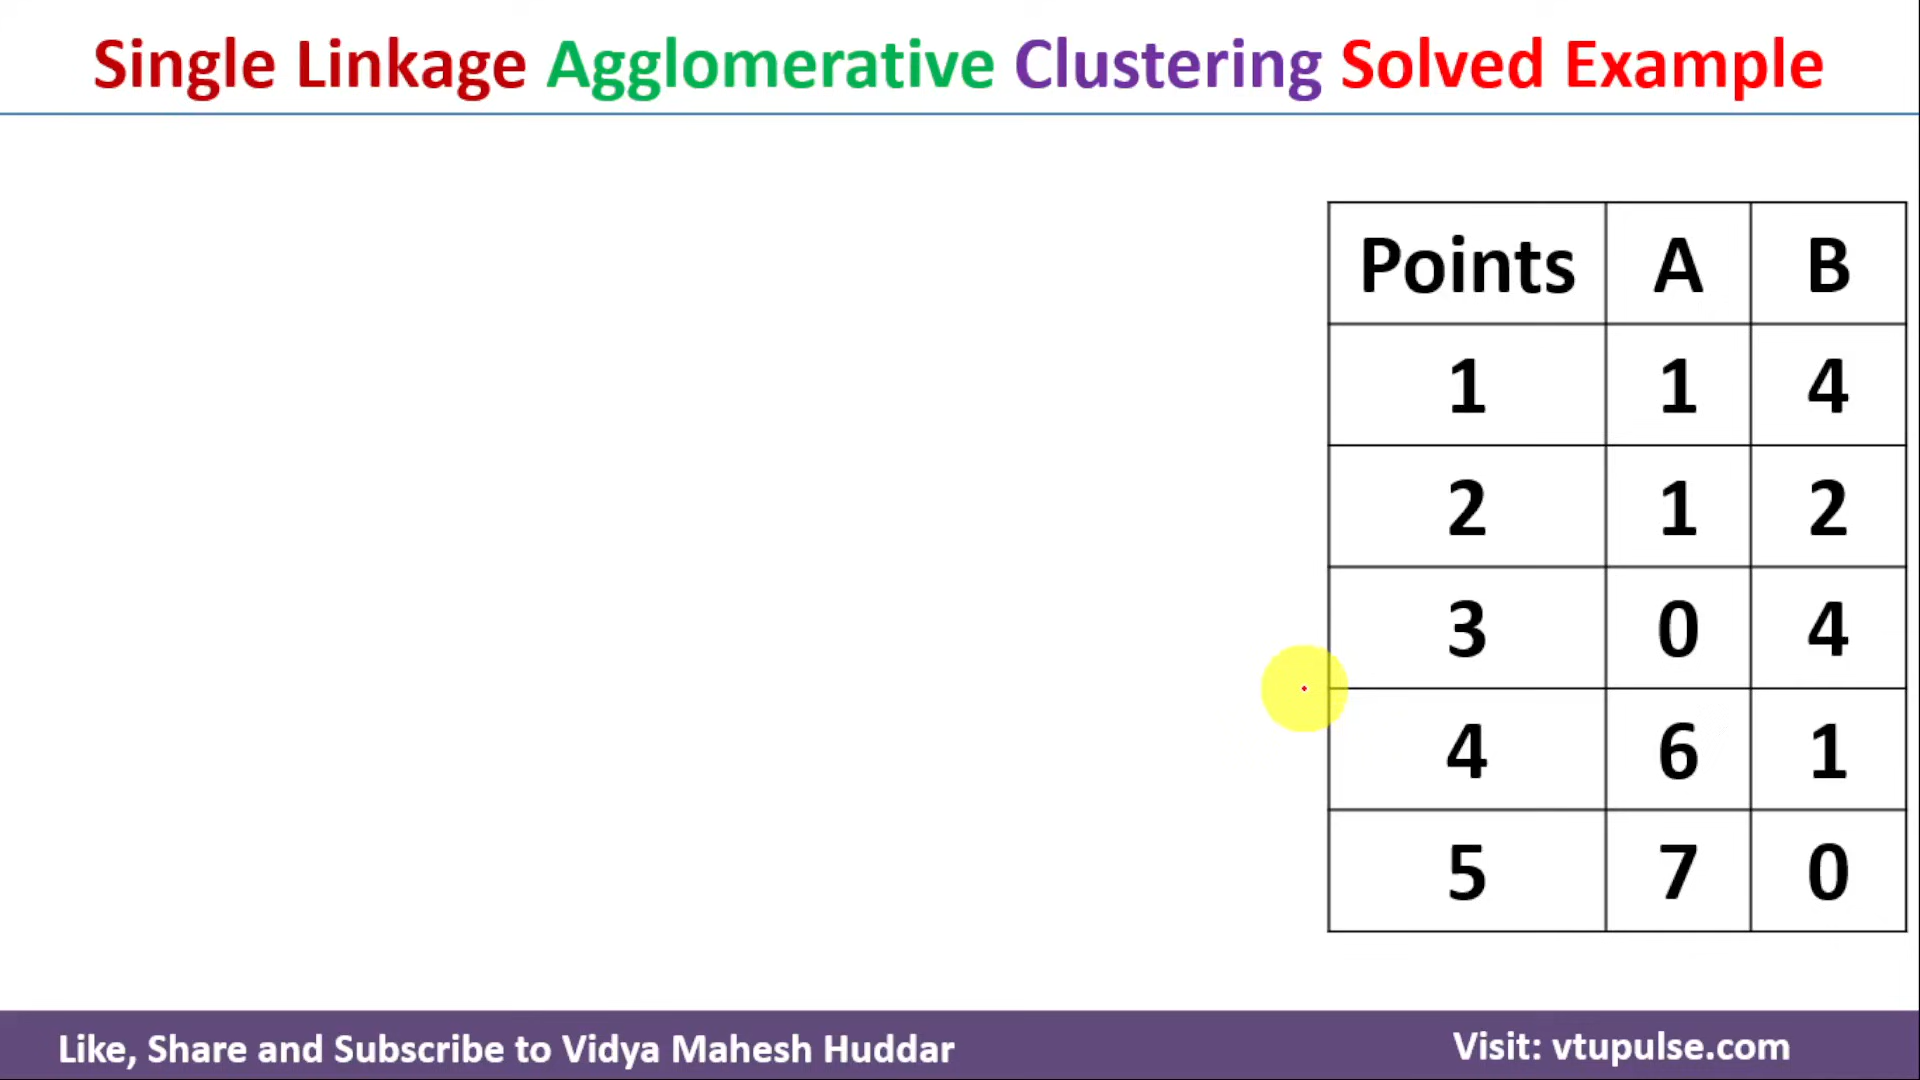 Single Linkage Agglomerative Clustering Solved Example
Points A B
1 1 4
2 1 2
3 0 4
4 6 1
5 7 0
Like, Share and Subscribe to Vidya Mahesh Huddar
Visit: vtupulse.com